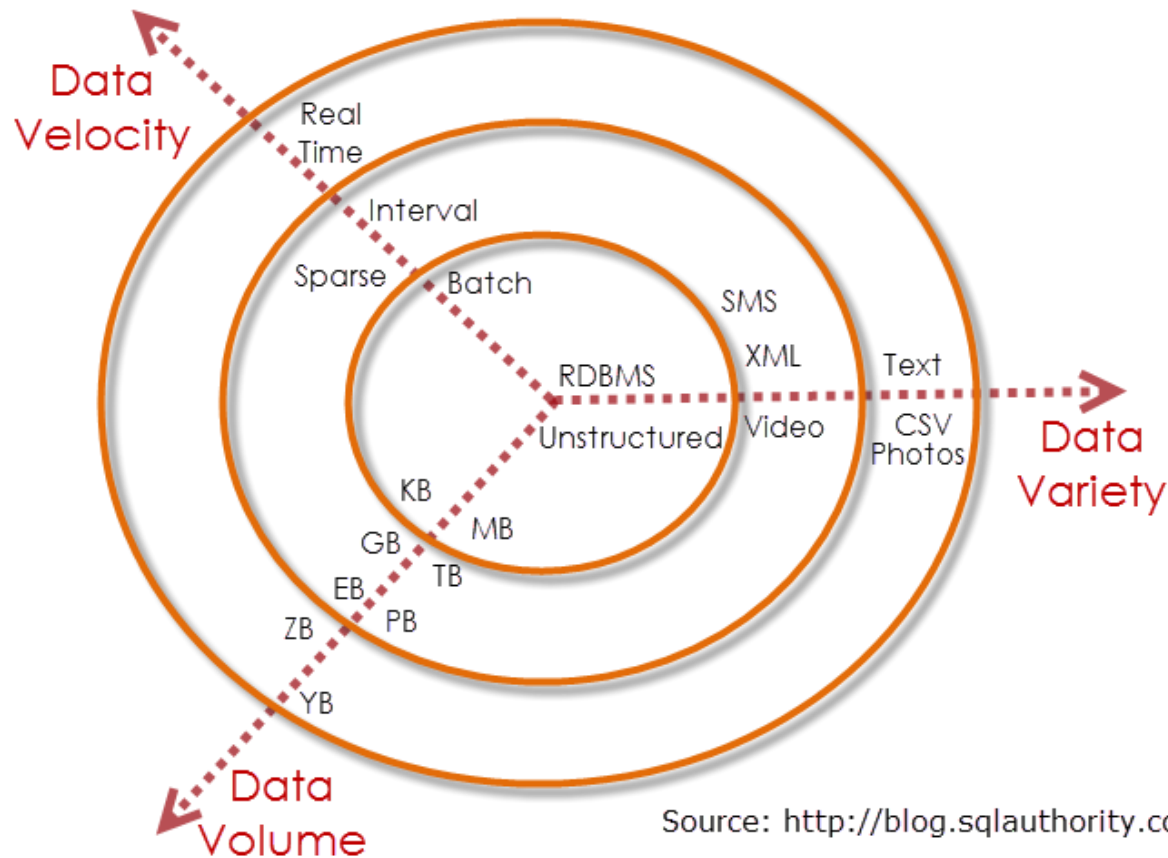 Data
Velocity
Real
Time
Interval
Sparse
Batch
SMS
XML
RDBMS
Text
Unstructured
Video
CSV
Photos
Data
Variety
KB
MB
GB
TB
EB
PB
ZB
YB
Data
Volume
Source: http://blog.sqlauthority.co